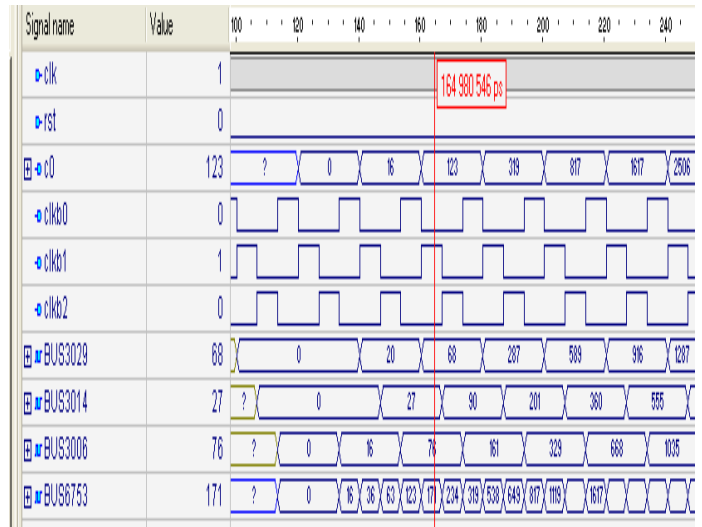 Signal name Value 100 120 140 160 180 200 220 240
clk 1
164 980 546 ps
rst 0
c0 123 ? 0 16 123 319 817 1617 2506
clkb0 0
clkb1 1
clkb2 0
BUS3029 68 0 20 68 287 589 916 1287
BUS3014 27 ? 0 27 90 201 360 555
BUS3006 76 ? 0 16 76 161 329 668 1035
BUS6753 171 ? 0 16 36 63 123 171 234 319 538 649 817 1119 1617